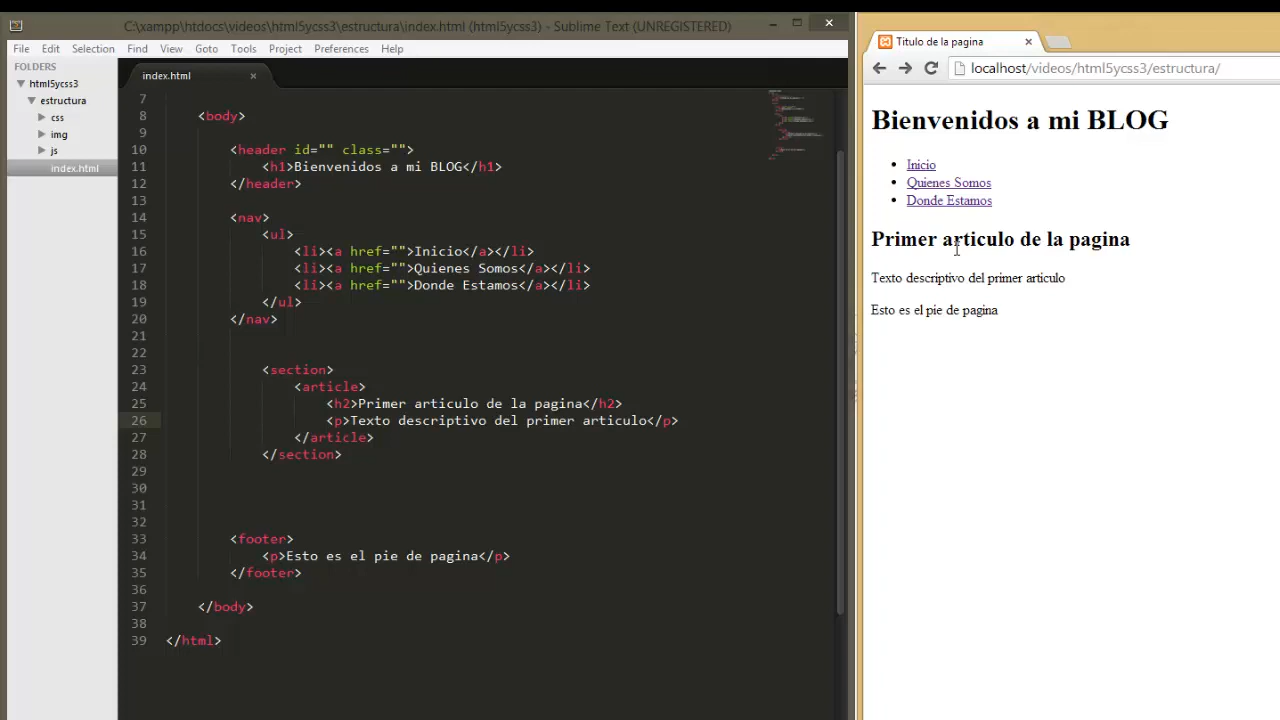 C:\xampp\htdocs\videos\html5ycss3\estructura\index.html (html5ycss3) - Sublime Text (UNREGISTERED)
File Edit Selection Find View Goto Tools Project Preferences Help
FOLDERS
html5ycss3
estructura
css
img
js
index.html
index.html
7
8 <body>
9
10 <header id="" class="">
11 <h1>Bienvenidos a mi BLOG</h1>
12 </header>
13
14 <nav>
15 <ul>
16 <li><a href="">Inicio</a></li>
17 <li><a href="">Quienes Somos</a></li>
18 <li><a href="">Donde Estamos</a></li>
19 </ul>
20 </nav>
21
22
23 <section>
24 <article>
25 <h2>Primer articulo de la pagina</h2>
26 <p>Texto descriptivo del primer articulo</p>
27 </article>
28 </section>
29
30
31
32
33 <footer>
34 <p>Esto es el pie de pagina</p>
35 </footer>
36
37 </body>
38
39 </html>
Titulo de la pagina
localhost/videos/html5ycss3/estructura/
Bienvenidos a mi BLOG
• Inicio
• Quienes Somos
• Donde Estamos
Primer articulo de la pagina
Texto descriptivo del primer articulo
Esto es el pie de pagina